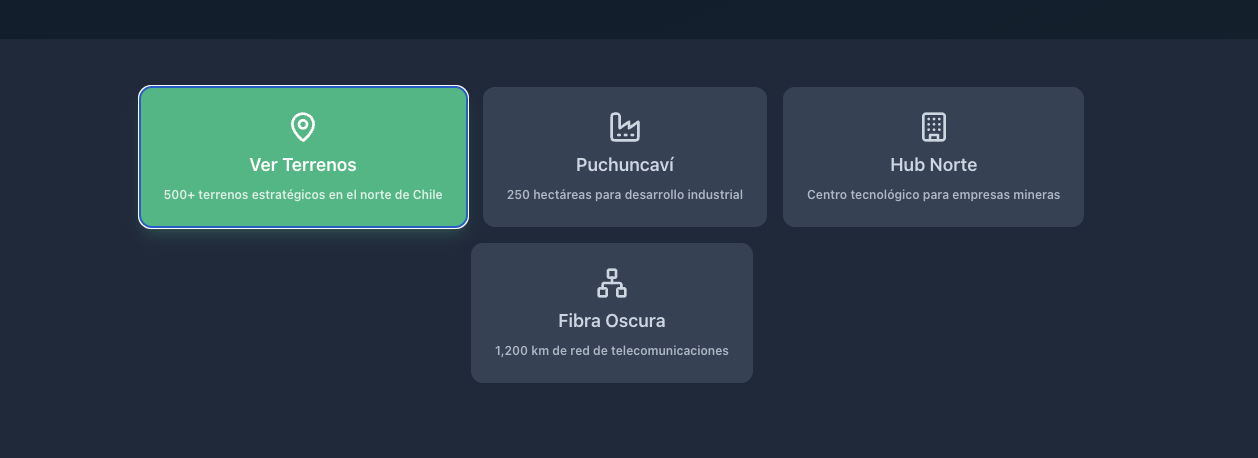 Ver Terrenos
500+ terrenos estratégicos en el norte de Chile
Puchuncaví
250 hectáreas para desarrollo industrial
Hub Norte
Centro tecnológico para empresas mineras
Fibra Oscura
1,200 km de red de telecomunicaciones